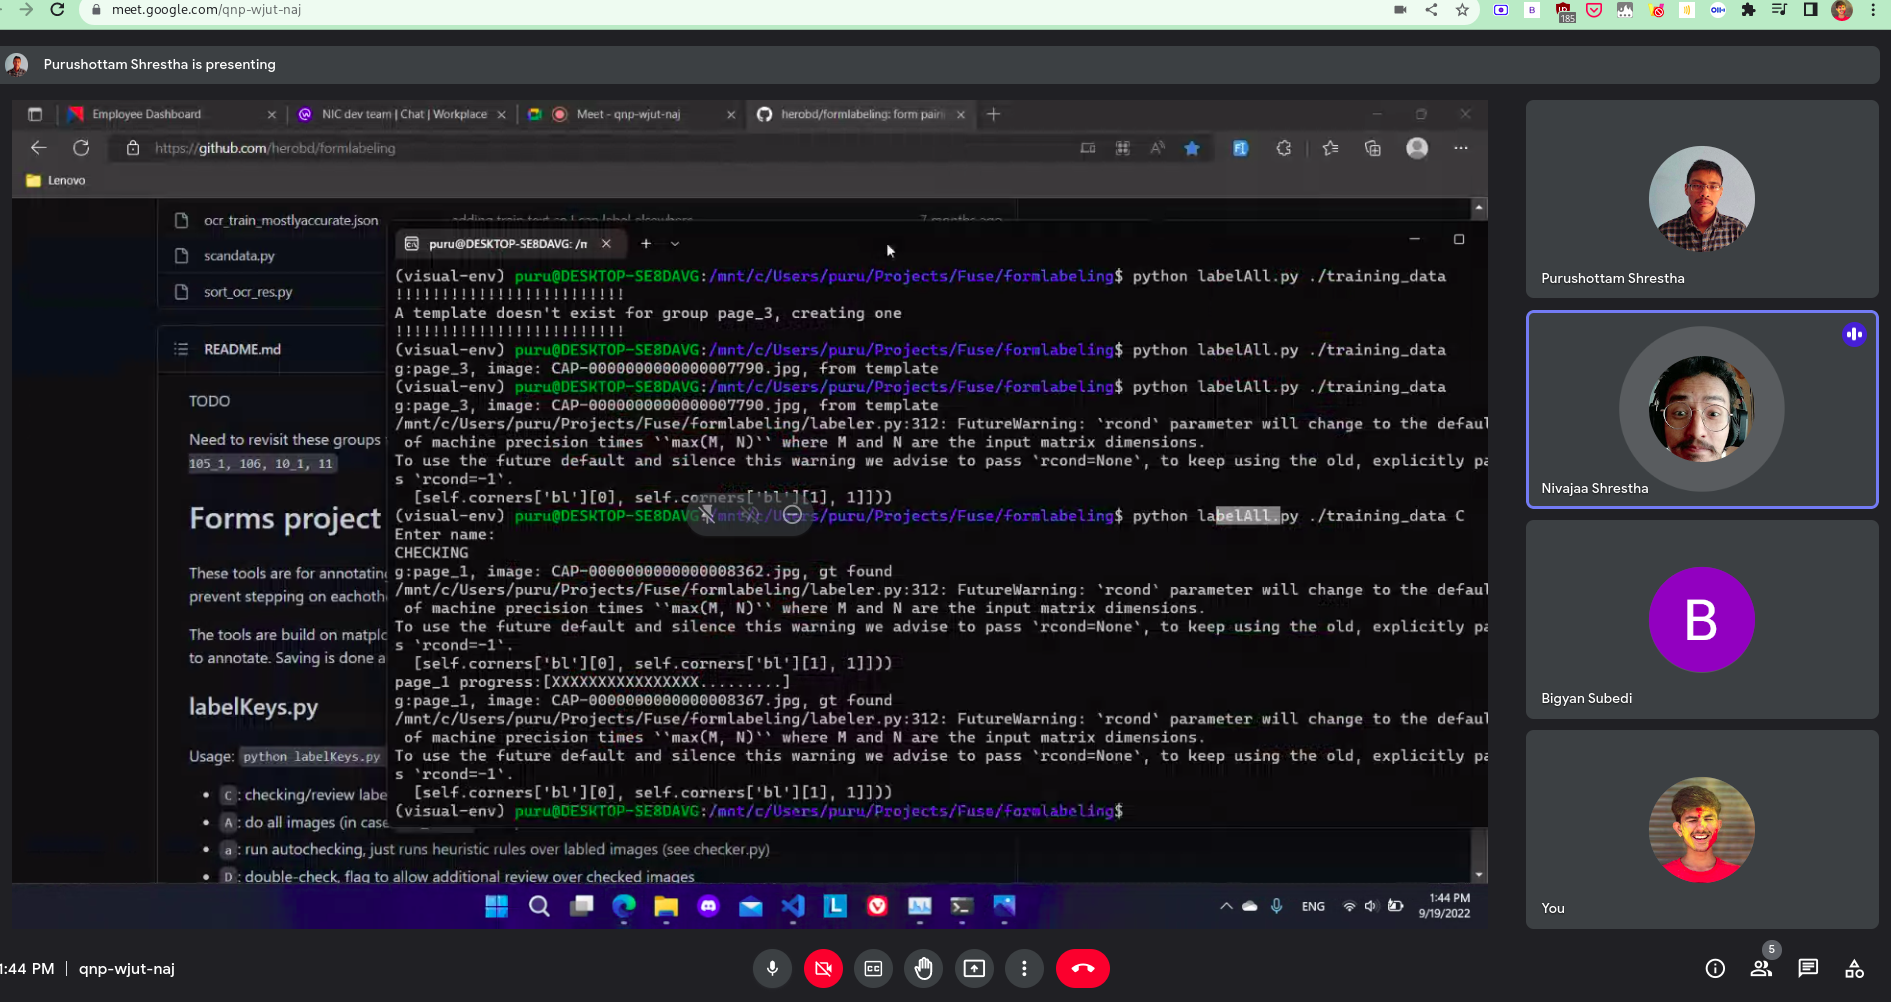 meet.google.com/qnp-wjut-naj
185
Purushottam Shrestha is presenting
Employee Dashboard
NIC dev team | Chat | Workplace
Meet - qnp-wjut-naj
herobd/formlabeling: form pairi
https://github.com/herobd/formlabeling
Lenovo
ocr_train_mostlyaccurate.json
adding train text so I can label elsewhere
7 months ago
scandata.py
sort_ocr_res.py
README.md
TODO
Need to revisit these groups
105_1, 106, 10_1, 11
Forms project
These tools are for annotating
prevent stepping on eachoth
The tools are build on matplo
to annotate. Saving is done a
labelKeys.py
Usage: python labelKeys.py
C: checking/review labe
A: do all images (in case
a: run autochecking, just runs heuristic rules over labled images (see checker.py)
D: double-check, flag to allow additional review over checked images
puru@DESKTOP-SE8DAVG: /n
(visual-env) puru@DESKTOP-SE8DAVG:/mnt/c/Users/puru/Projects/Fuse/formlabeling$ python labelAll.py ./training_data
!!!!!!!!!!!!!!!!!!!!!!!!!
A template doesn't exist for group page_3, creating one
!!!!!!!!!!!!!!!!!!!!!!!!!
(visual-env) puru@DESKTOP-SE8DAVG:/mnt/c/Users/puru/Projects/Fuse/formlabeling$ python labelAll.py ./training_data
g:page_3, image: CAP-0000000000000007790.jpg, from template
(visual-env) puru@DESKTOP-SE8DAVG:/mnt/c/Users/puru/Projects/Fuse/formlabeling$ python labelAll.py ./training_data
g:page_3, image: CAP-0000000000000007790.jpg, from template
/mnt/c/Users/puru/Projects/Fuse/formlabeling/labeler.py:312: FutureWarning: `rcond` parameter will change to the defaul
of machine precision times ``max(M, N)`` where M and N are the input matrix dimensions.
To use the future default and silence this warning we advise to pass `rcond=None`, to keep using the old, explicitly pa
s `rcond=-1`.
[self.corners['bl'][0], self.corners['bl'][1], 1]]))
(visual-env) puru@DESKTOP-SE8DAVG:/mnt/c/Users/puru/Projects/Fuse/formlabeling$ python labelAll.py ./training_data C
Enter name:
CHECKING
g:page_1, image: CAP-0000000000000008362.jpg, gt found
/mnt/c/Users/puru/Projects/Fuse/formlabeling/labeler.py:312: FutureWarning: `rcond` parameter will change to the defaul
of machine precision times ``max(M, N)`` where M and N are the input matrix dimensions.
To use the future default and silence this warning we advise to pass `rcond=None`, to keep using the old, explicitly pa
s `rcond=-1`.
[self.corners['bl'][0], self.corners['bl'][1], 1]]))
page_1 progress:[XXXXXXXXXXXXXXXX.........]
g:page_1, image: CAP-0000000000000008367.jpg, gt found
/mnt/c/Users/puru/Projects/Fuse/formlabeling/labeler.py:312: FutureWarning: `rcond` parameter will change to the defaul
of machine precision times ``max(M, N)`` where M and N are the input matrix dimensions.
To use the future default and silence this warning we advise to pass `rcond=None`, to keep using the old, explicitly pa
s `rcond=-1`.
[self.corners['bl'][0], self.corners['bl'][1], 1]]))
(visual-env) puru@DESKTOP-SE8DAVG:/mnt/c/Users/puru/Projects/Fuse/formlabeling$
ENG
1:44 PM
9/19/2022
Purushottam Shrestha
Nivajaa Shrestha
B
Bigyan Subedi
You
1:44 PM | qnp-wjut-naj
5